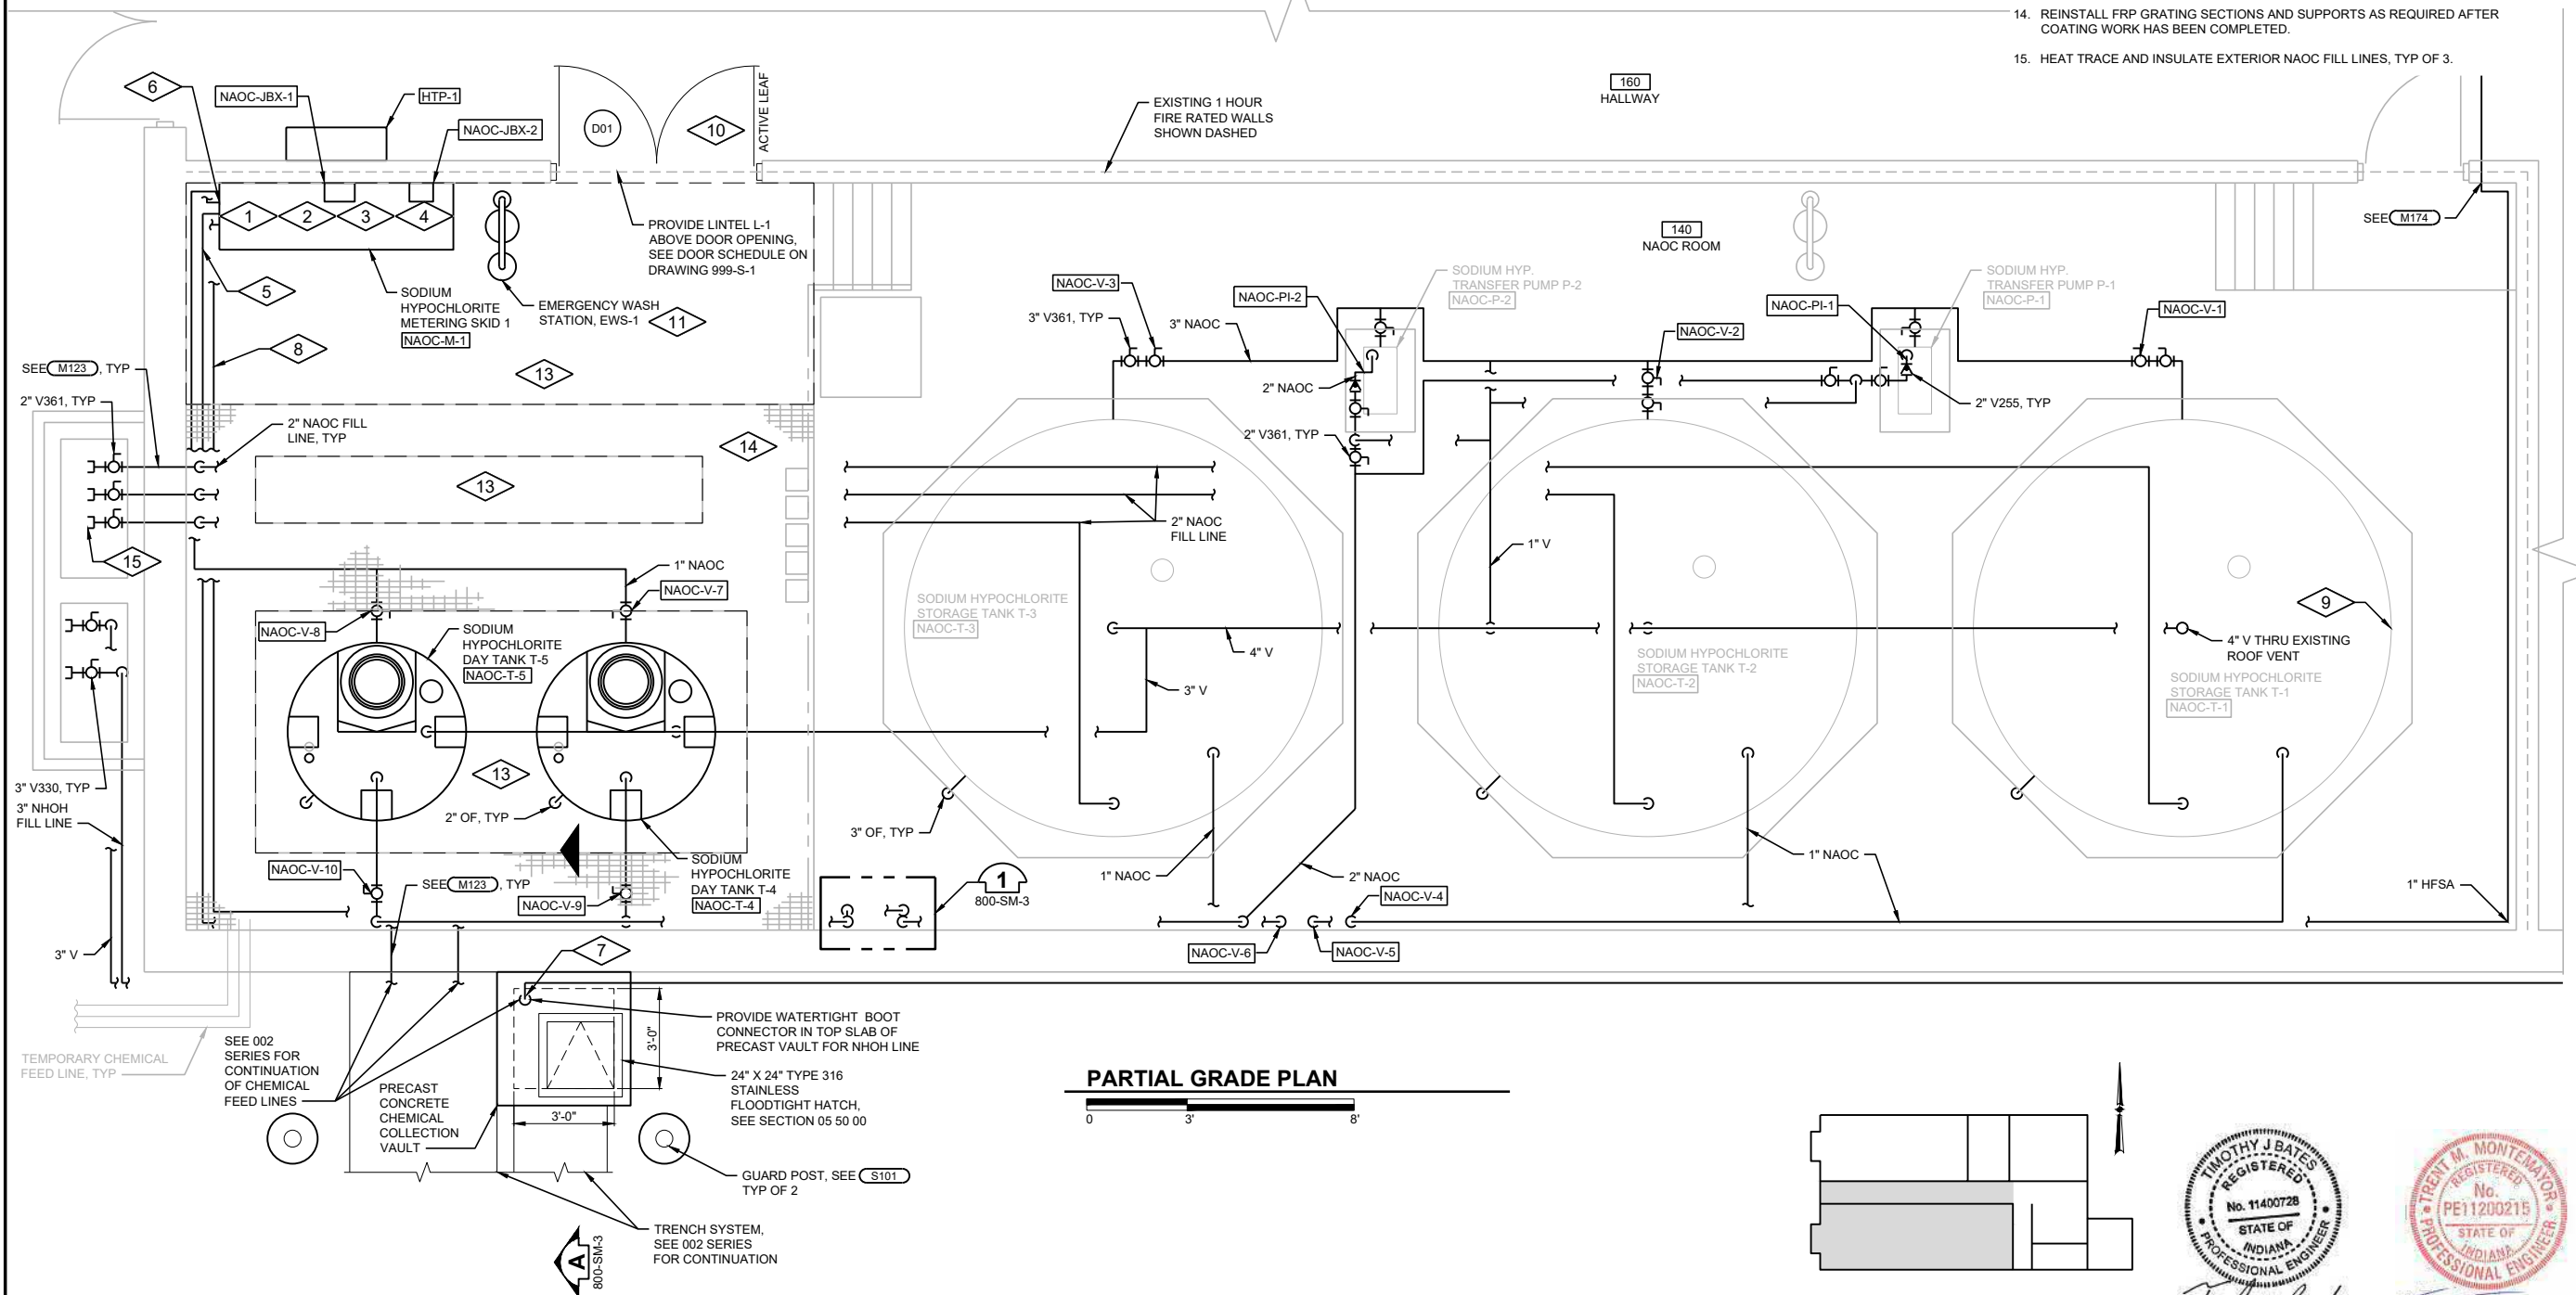 14. REINSTALL FRP GRATING SECTIONS AND SUPPORTS AS REQUIRED AFTER
COATING WORK HAS BEEN COMPLETED.
15. HEAT TRACE AND INSULATE EXTERIOR NAOC FILL LINES, TYP OF 3.
6
NAOC-JBX-1
HTP-1
NAOC-JBX-2
D01
10
ACTIVE LEAF
EXISTING 1 HOUR
FIRE RATED WALLS
SHOWN DASHED
160
HALLWAY
1
2
3
4
PROVIDE LINTEL L-1
ABOVE DOOR OPENING,
SEE DOOR SCHEDULE ON
DRAWING 999-S-1
140
NAOC ROOM
SEE M174
5
SODIUM
HYPOCHLORITE
METERING SKID 1
NAOC-M-1
EMERGENCY WASH
STATION, EWS-1
11
8
13
NAOC-V-3
3" V361, TYP
3" NAOC
NAOC-PI-2
SODIUM HYP.
TRANSFER PUMP P-2
NAOC-P-2
NAOC-V-2
NAOC-PI-1
SODIUM HYP.
TRANSFER PUMP P-1
NAOC-P-1
NAOC-V-1
SEE M123 , TYP
2" V361, TYP
2" NAOC FILL
LINE, TYP
2" NAOC
2" V255, TYP
14
2" V361, TYP
13
15
2" NAOC
FILL LINE
1" V
1" NAOC
NAOC-V-7
NAOC-V-8
SODIUM
HYPOCHLORITE
DAY TANK T-5
NAOC-T-5
SODIUM HYPOCHLORITE
STORAGE TANK T-3
NAOC-T-3
9
4" V
4" V THRU EXISTING
ROOF VENT
SODIUM HYPOCHLORITE
STORAGE TANK T-2
NAOC-T-2
SODIUM HYPOCHLORITE
STORAGE TANK T-1
NAOC-T-1
3" V
3" V330, TYP
3" NHOH
FILL LINE
13
2" OF, TYP
3" OF, TYP
SODIUM
HYPOCHLORITE
DAY TANK T-4
NAOC-T-4
NAOC-V-10
SEE M123 , TYP
NAOC-V-9
1
800-SM-3
1" NAOC
2" NAOC
NAOC-V-4
1" NAOC
1" HFSA
3" V
7
NAOC-V-6
NAOC-V-5
TEMPORARY CHEMICAL
FEED LINE, TYP
SEE 002
SERIES FOR
CONTINUATION
OF CHEMICAL
FEED LINES
PRECAST
CONCRETE
CHEMICAL
COLLECTION
VAULT
3'-0"
3'-0"
PROVIDE WATERTIGHT BOOT
CONNECTOR IN TOP SLAB OF
PRECAST VAULT FOR NHOH LINE
24" X 24" TYPE 316
STAINLESS
FLOODTIGHT HATCH,
SEE SECTION 05 50 00
GUARD POST, SEE S101
TYP OF 2
TRENCH SYSTEM,
SEE 002 SERIES
FOR CONTINUATION
A
800-SM-3
PARTIAL GRADE PLAN
0 3' 8'
TIMOTHY J BATES
REGISTERED
No. 11400728
STATE OF
INDIANA
PROFESSIONAL ENGINEER
TRENT M. MONTEMAYOR
REGISTERED
No.
PE11200215
STATE OF
INDIANA
PROFESSIONAL ENGINEER